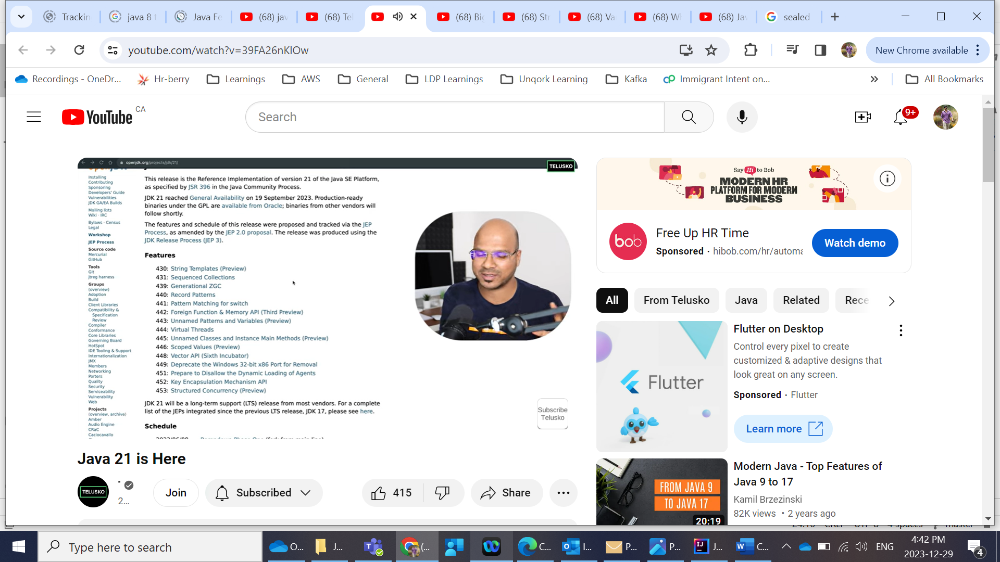 Trackin
java 8 t
Java Fe
(68) jav
(68) Tel
(68) Big
(68) Str
(68) Va
(68) W
(68) Jav
sealed
youtube.com/watch?v=39FA26nKlOw
New Chrome available
Recordings - OneDr...
Hr-berry
Learnings
AWS
General
LDP Learnings
Unqork Learning
Kafka
Immigrant Intent on...
All Bookmarks
YouTube CA
Search
9+
openjdk.org/projects/jdk/21/
TELUSKO
Installing
Contributing
Sponsoring
Developers' Guide
Vulnerabilities
JDK GA/EA Builds
Mailing lists
Wiki · IRC
Bylaws · Census
Legal
Workshop
JEP Process
Source code
Mercurial
GitHub
Tools
Git
jtreg harness
Groups
(overview)
Adoption
Build
Client Libraries
Compatibility &
Specification
Review
Compiler
Conformance
Core Libraries
Governing Board
HotSpot
IDE Tooling & Support
Internationalization
JMX
Members
Networking
Porters
Quality
Security
Serviceability
Vulnerability
Web
Projects
(overview, archive)
Amber
Audio Engine
CRaC
Caciocavallo
This release is the Reference Implementation of version 21 of the Java SE Platform,
as specified by JSR 396 in the Java Community Process.
JDK 21 reached General Availability on 19 September 2023. Production-ready
binaries under the GPL are available from Oracle; binaries from other vendors will
follow shortly.
The features and schedule of this release were proposed and tracked via the JEP
Process, as amended by the JEP 2.0 proposal. The release was produced using the
JDK Release Process (JEP 3).
Features
430: String Templates (Preview)
431: Sequenced Collections
439: Generational ZGC
440: Record Patterns
441: Pattern Matching for switch
442: Foreign Function & Memory API (Third Preview)
443: Unnamed Patterns and Variables (Preview)
444: Virtual Threads
445: Unnamed Classes and Instance Main Methods (Preview)
446: Scoped Values (Preview)
448: Vector API (Sixth Incubator)
449: Deprecate the Windows 32-bit x86 Port for Removal
451: Prepare to Disallow the Dynamic Loading of Agents
452: Key Encapsulation Mechanism API
453: Structured Concurrency (Preview)
JDK 21 will be a long-term support (LTS) release from most vendors. For a complete
list of the JEPs integrated since the previous LTS release, JDK 17, please see here.
Schedule
Subscribe
Telusko
Java 21 is Here
TELUSKO
2...
Join
Subscribed
415
Share
Say Hi to Bob
MODERN HR
PLATFORM FOR MODERN
BUSINESS
bob
Free Up HR Time
Sponsored · hibob.com/hr/automa
Watch demo
All
From Telusko
Java
Related
Rece
Flutter
Flutter on Desktop
Control every pixel to create
customized & adaptive designs that
look great on any screen.
Sponsored · Flutter
Learn more
FROM JAVA 9
TO JAVA 17
20:19
Modern Java - Top Features of
Java 9 to 17
Kamil Brzezinski
82K views • 2 years ago
Type here to search
O...
J...
(...
C...
I...
P...
P...
J...
C...
ENG
4:42 PM
2023-12-29
4